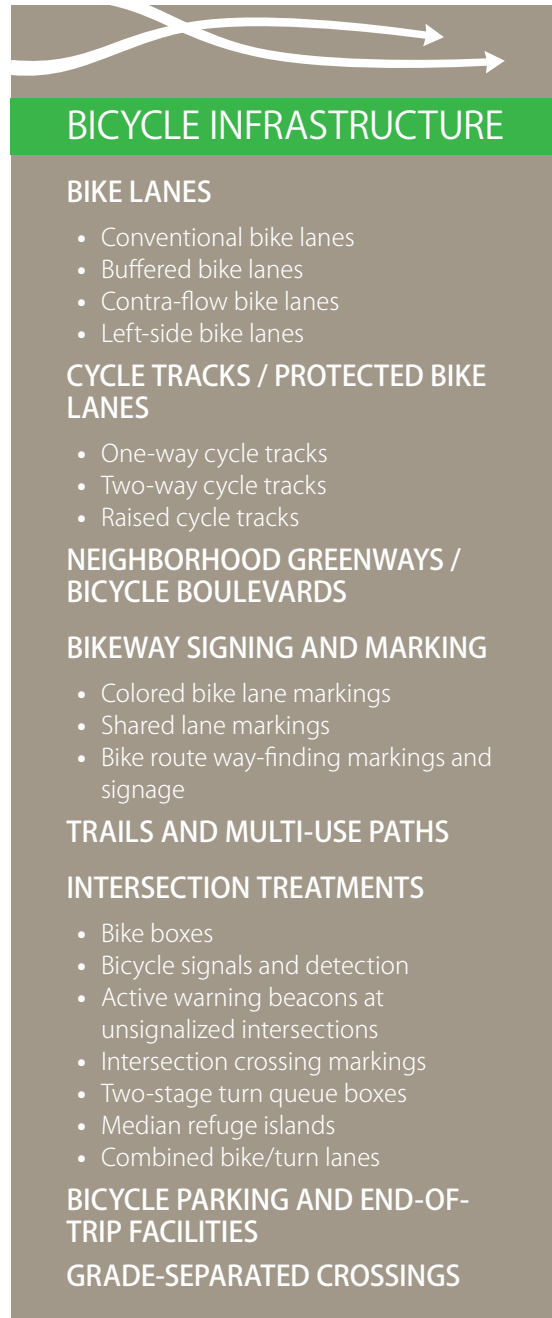 BICYCLE INFRASTRUCTURE
BIKE LANES
• Conventional bike lanes
• Buffered bike lanes
• Contra-flow bike lanes
• Left-side bike lanes
CYCLE TRACKS / PROTECTED BIKE
LANES
• One-way cycle tracks
• Two-way cycle tracks
• Raised cycle tracks
NEIGHBORHOOD GREENWAYS /
BICYCLE BOULEVARDS
BIKEWAY SIGNING AND MARKING
• Colored bike lane markings
• Shared lane markings
• Bike route way-finding markings and
signage
TRAILS AND MULTI-USE PATHS
INTERSECTION TREATMENTS
• Bike boxes
• Bicycle signals and detection
• Active warning beacons at
unsignalized intersections
• Intersection crossing markings
• Two-stage turn queue boxes
• Median refuge islands
• Combined bike/turn lanes
BICYCLE PARKING AND END-OF-
TRIP FACILITIES
GRADE-SEPARATED CROSSINGS